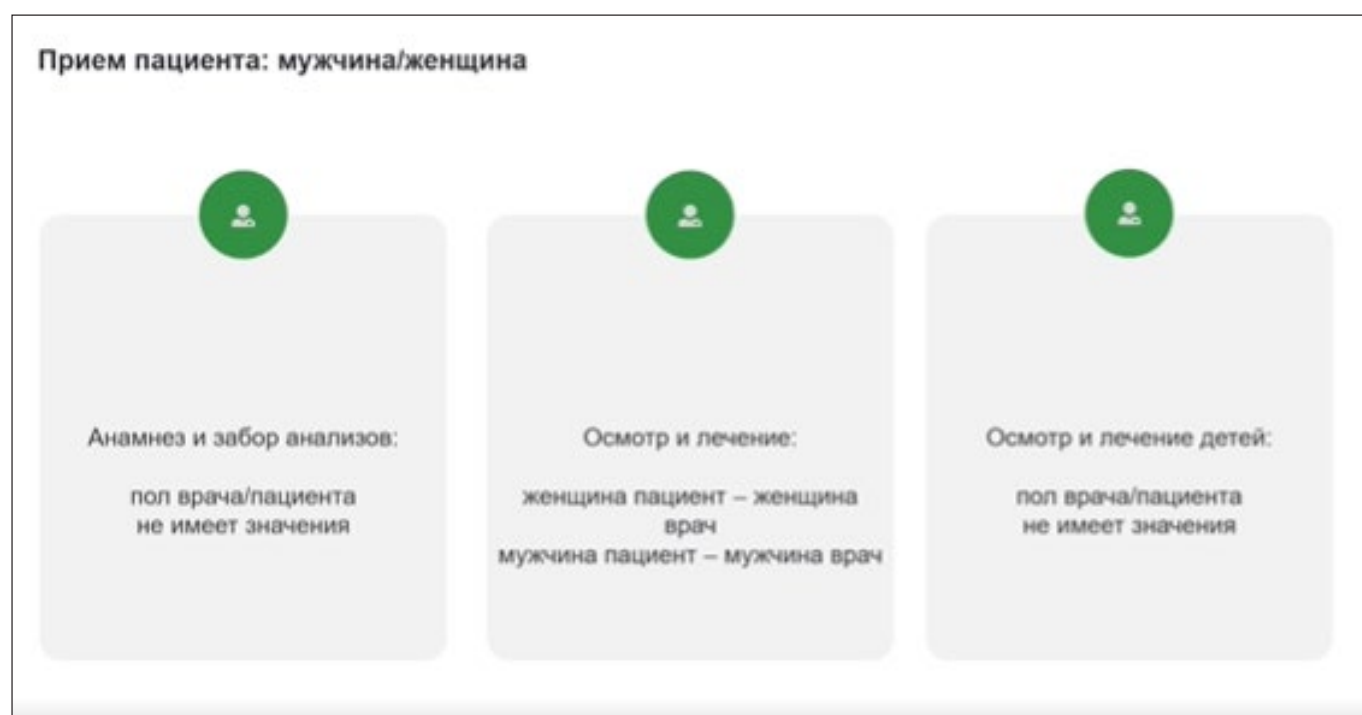 Прием пациента: мужчина/женщина
Анамнез и забор анализов:
пол врача/пациента
не имеет значения
Осмотр и лечение:
женщина пациент – женщина
врач
мужчина пациент – мужчина врач
Осмотр и лечение детей:
пол врача/пациента
не имеет значения